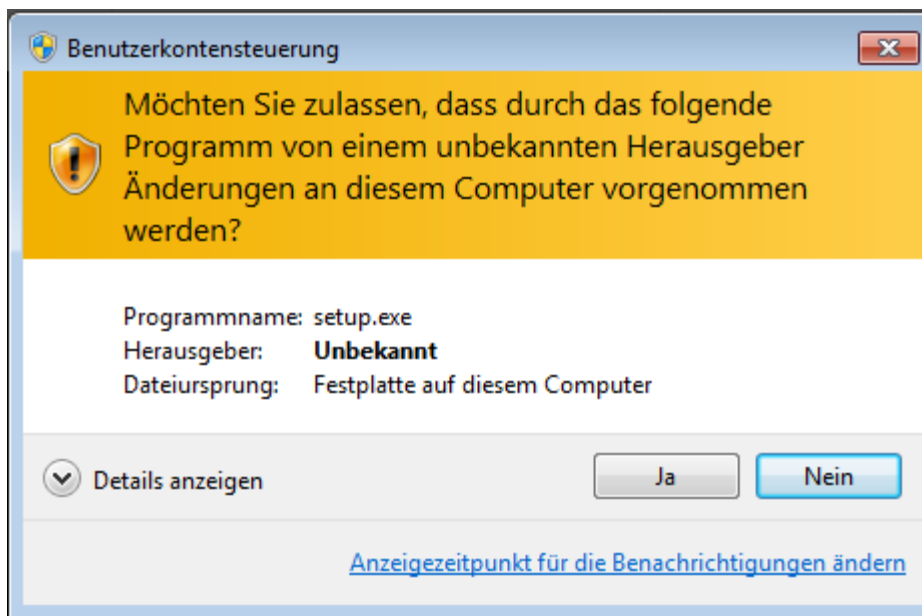 Benutzerkontensteuerung
Möchten Sie zulassen, dass durch das folgende
Programm von einem unbekannten Herausgeber
Änderungen an diesem Computer vorgenommen
werden?
Programmname: setup.exe
Herausgeber: Unbekannt
Dateiursprung: Festplatte auf diesem Computer
Details anzeigen Ja Nein
Anzeigezeitpunkt für die Benachrichtigungen ändern